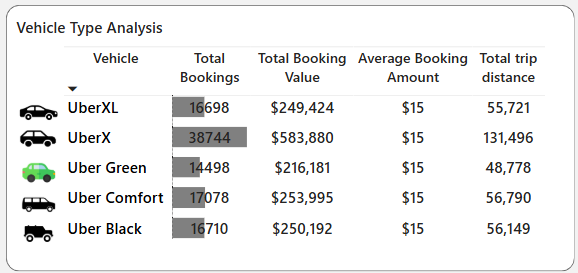 Vehicle Type Analysis
Vehicle Total Bookings Total Booking Value Average Booking Amount Total trip distance
UberXL 16698 $249,424 $15 55,721
UberX 38744 $583,880 $15 131,496
Uber Green 14498 $216,181 $15 48,778
Uber Comfort 17078 $253,995 $15 56,790
Uber Black 16710 $250,192 $15 56,149